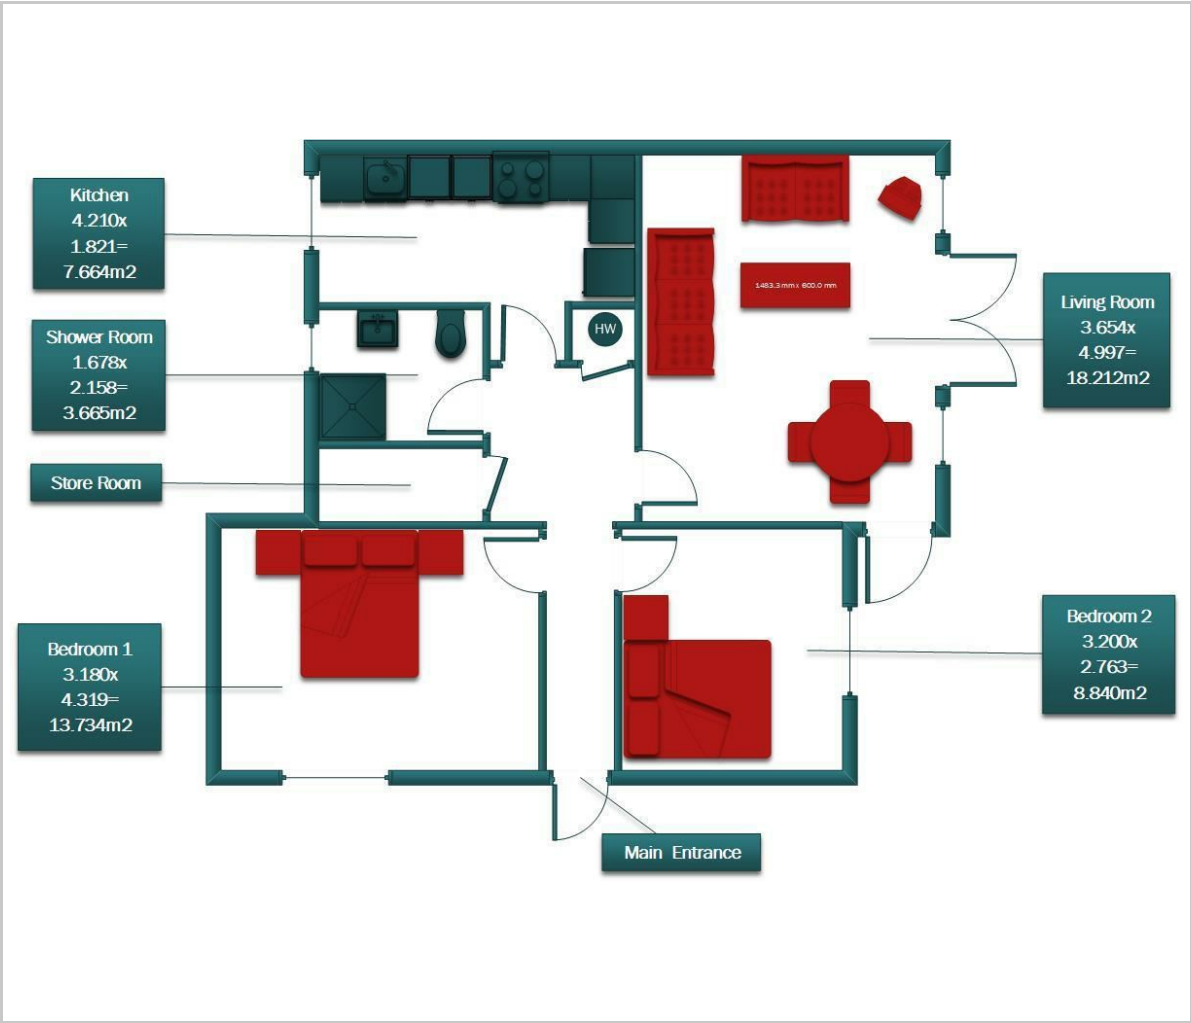 Kitchen
4.210x
1.821=
7.664m2
Shower Room
1.678x
2.158=
3.665m2
Store Room
Bedroom 1
3.180x
4.319=
13.734m2
HW
1483.3 mm x 800.0 mm
Living Room
3.654x
4.997=
18.212m2
Bedroom 2
3.200x
2.763=
8.840m2
Main Entrance